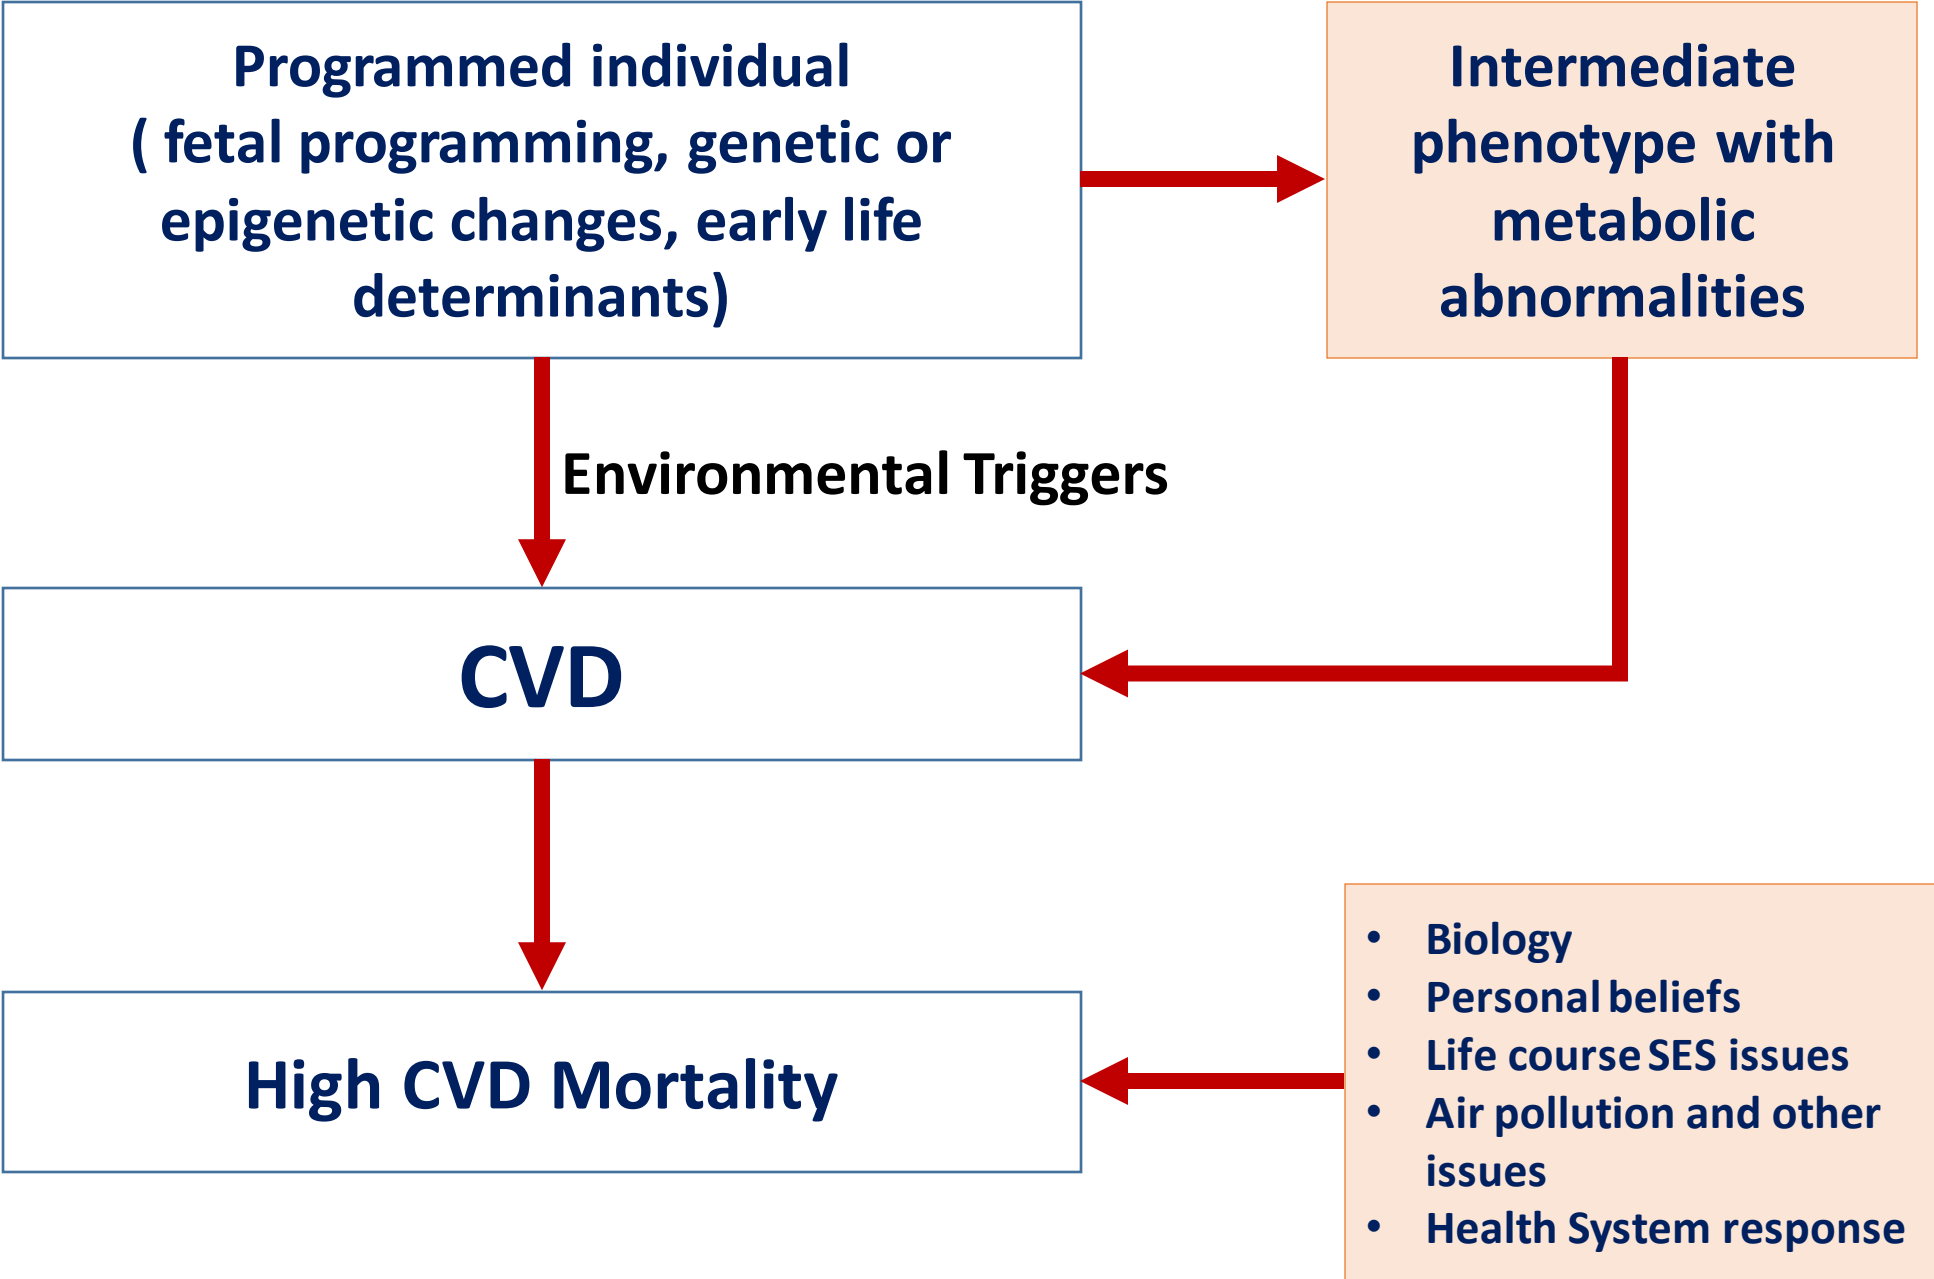 Programmed individual
( fetal programming, genetic or
epigenetic changes, early life
determinants)
Intermediate
phenotype with
metabolic
abnormalities
Environmental Triggers
CVD
High CVD Mortality
• Biology
• Personal beliefs
• Life course SES issues
• Air pollution and other
issues
• Health System response